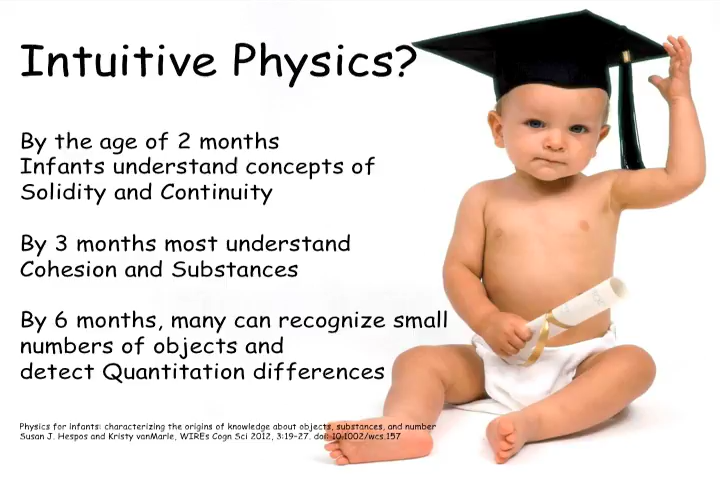 Intuitive Physics?
By the age of 2 months
Infants understand concepts of
Solidity and Continuity
By 3 months most understand
Cohesion and Substances
By 6 months, many can recognize small
numbers of objects and
detect Quantitation differences
Physics for Infants: characterizing the origins of knowledge about objects, substances, and number
Susan J. Hespos and Kristy vanMarle, WIREs Cogn Sci 2012, 3:19–27. doi: 10.1002/wcs.157